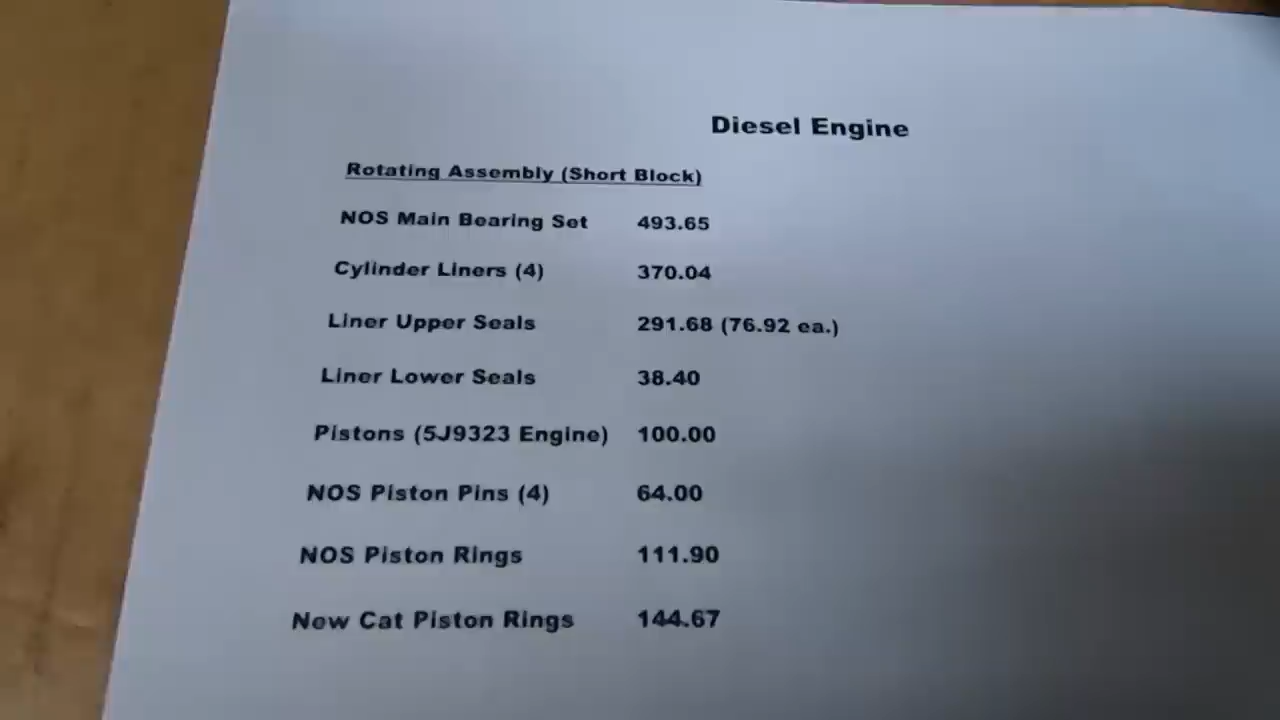 Diesel Engine
Rotating Assembly (Short Block)
NOS Main Bearing Set 493.65
Cylinder Liners (4) 370.04
Liner Upper Seals 291.68 (76.92 ea.)
Liner Lower Seals 38.40
Pistons (5J9323 Engine) 100.00
NOS Piston Pins (4) 64.00
NOS Piston Rings 111.90
New Cat Piston Rings 144.67